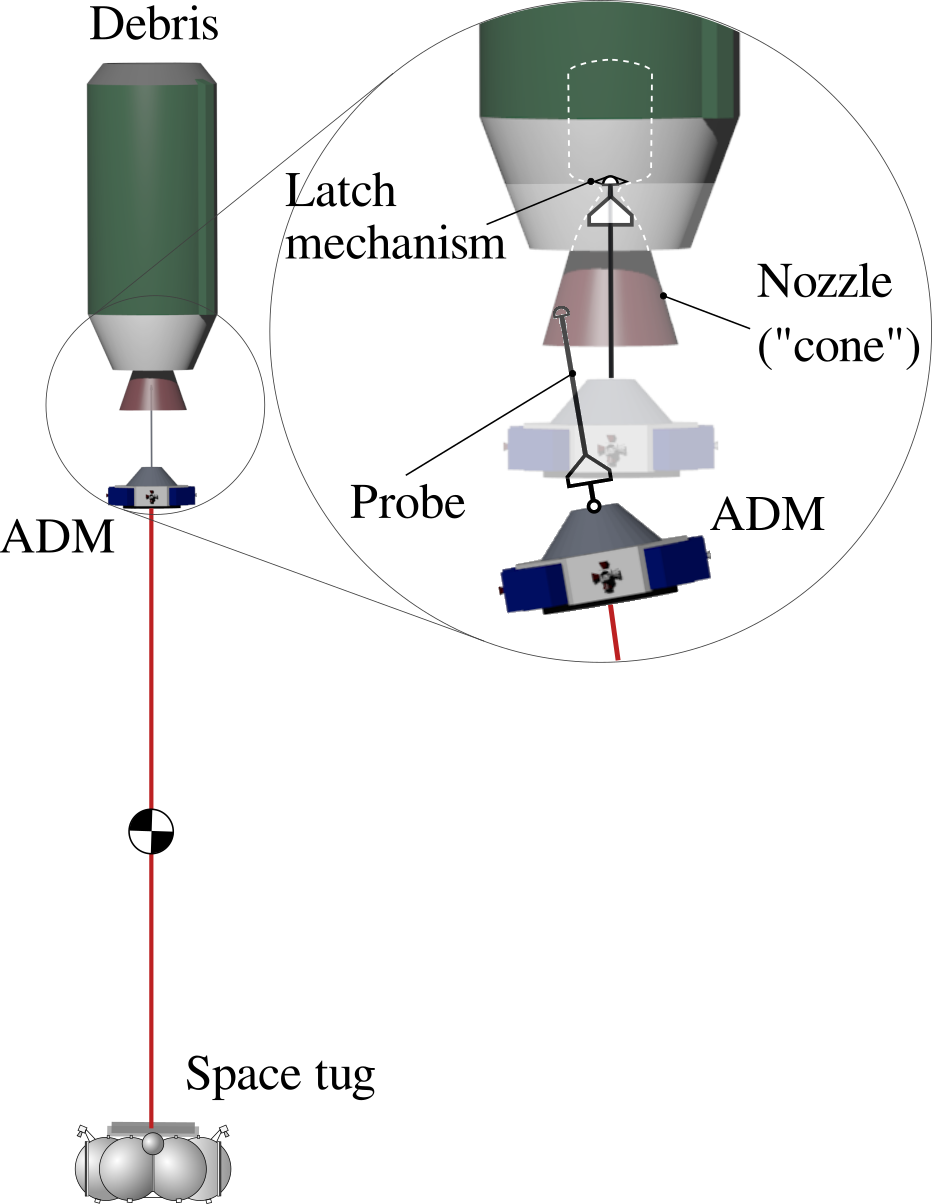 Debris
Latch
mechanism
Nozzle
("cone")
Probe
ADM
ADM
Space tug